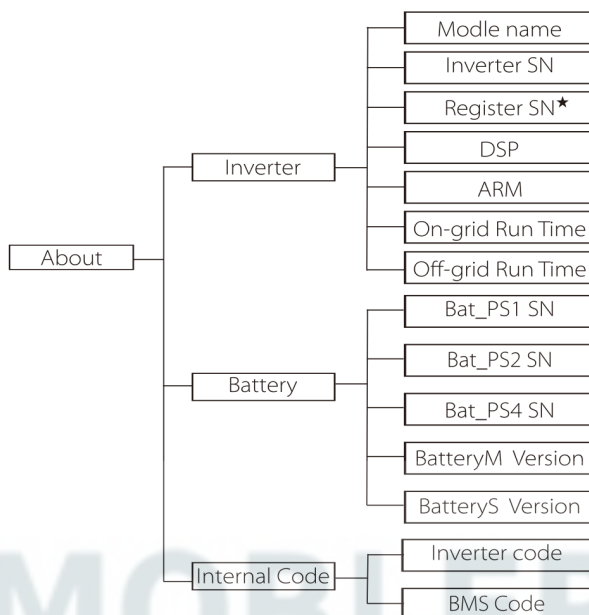 About
Inverter
Modle name
Inverter SN
Register SN★
DSP
ARM
On-grid Run Time
Off-grid Run Time
Battery
Bat_PS1 SN
Bat_PS2 SN
Bat_PS4 SN
BatteryM Version
BatteryS Version
Internal Code
Inverter code
BMS Code